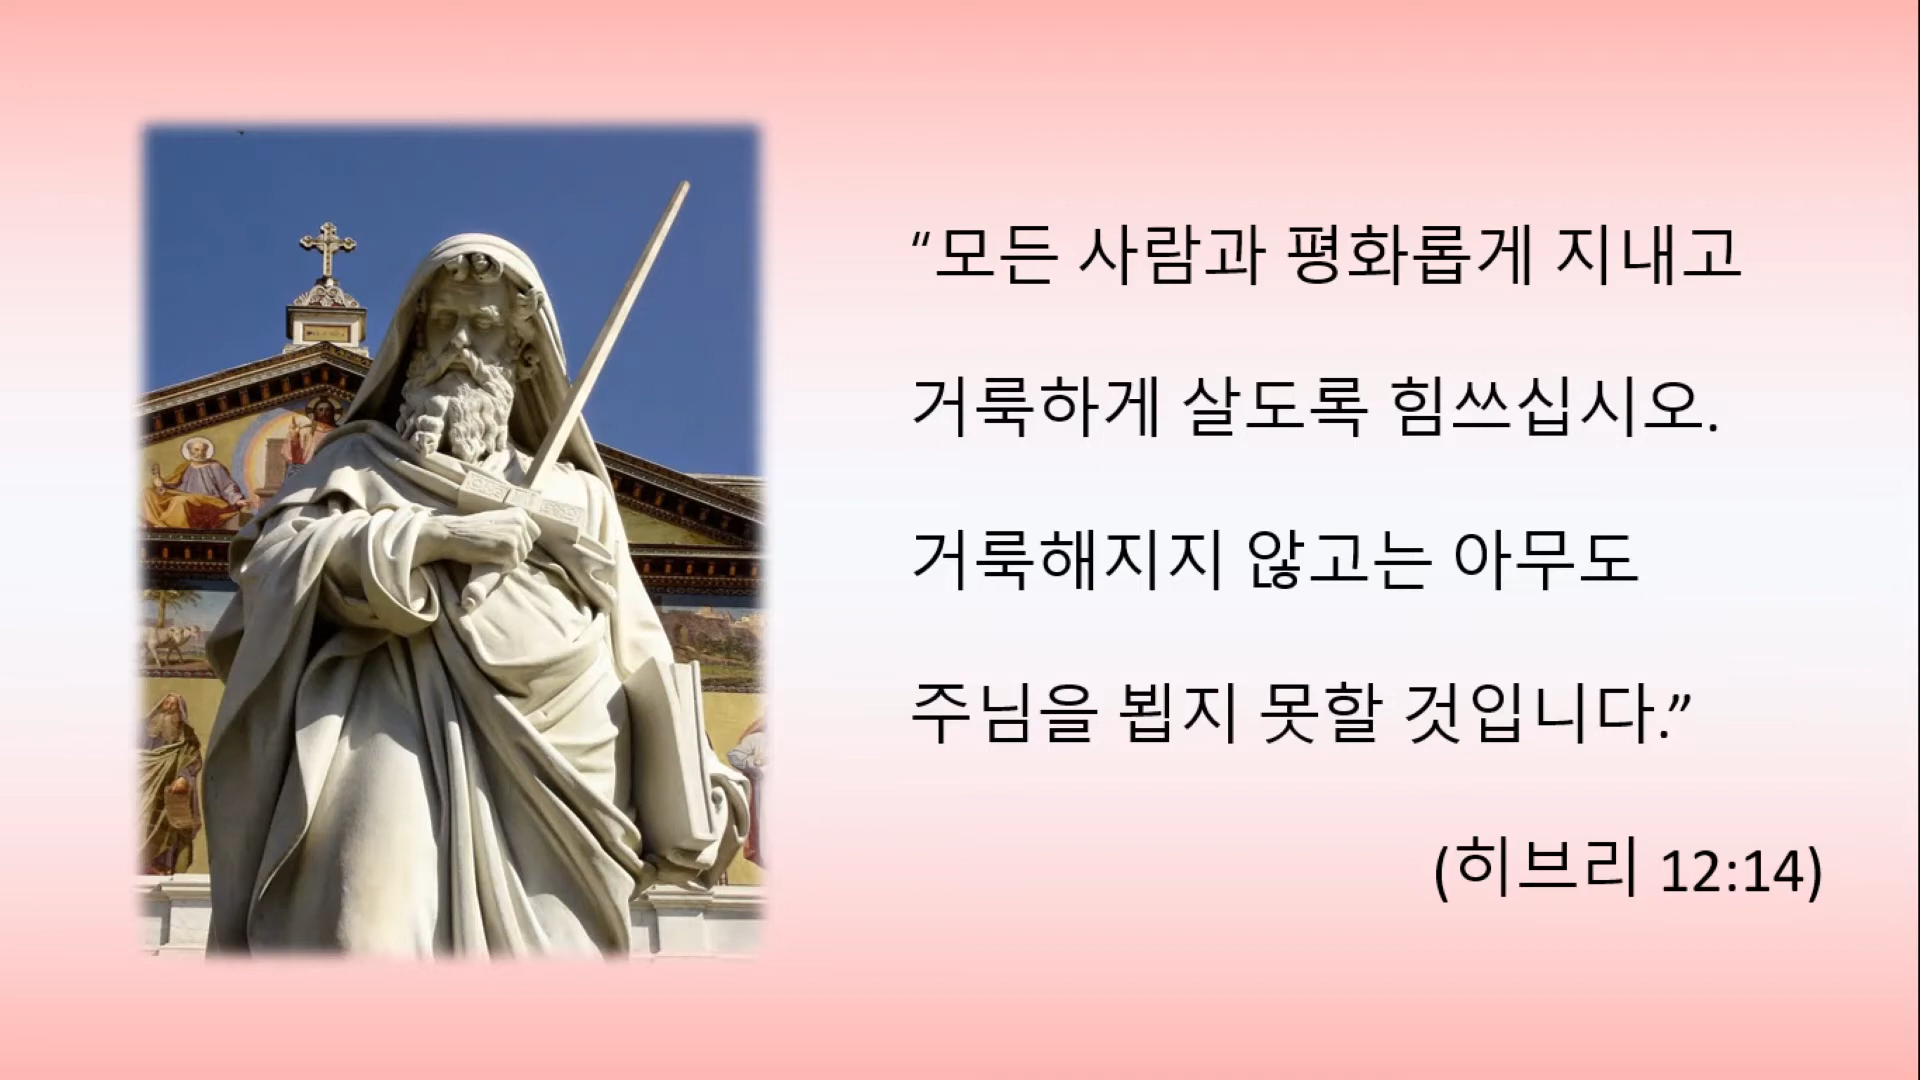 “모든 사람과 평화롭게 지내고
거룩하게 살도록 힘쓰십시오.
거룩해지지 않고는 아무도
주님을 뵙지 못할 것입니다.”
(히브리 12:14)